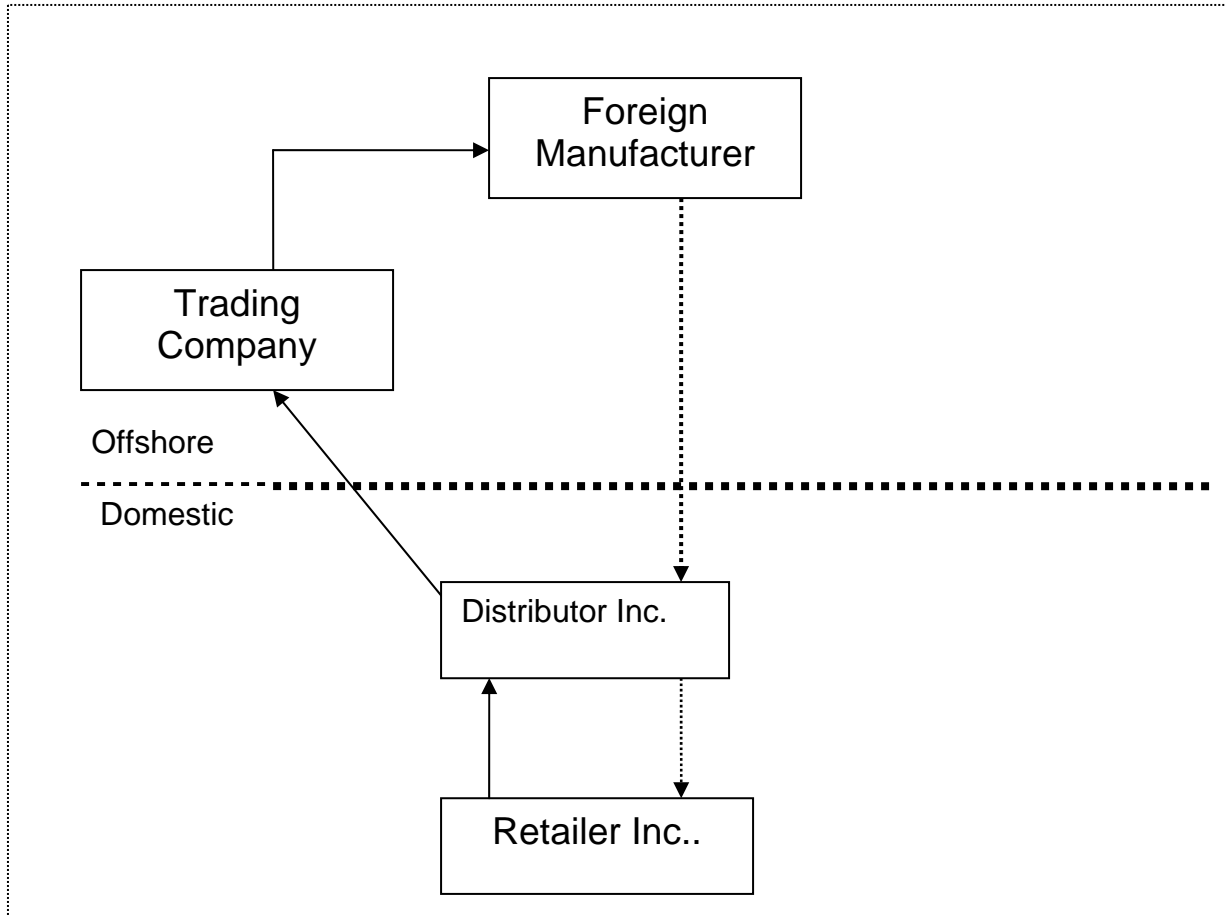 Foreign
Manufacturer
Trading
Company
Offshore
Domestic
Distributor Inc.
Retailer Inc..